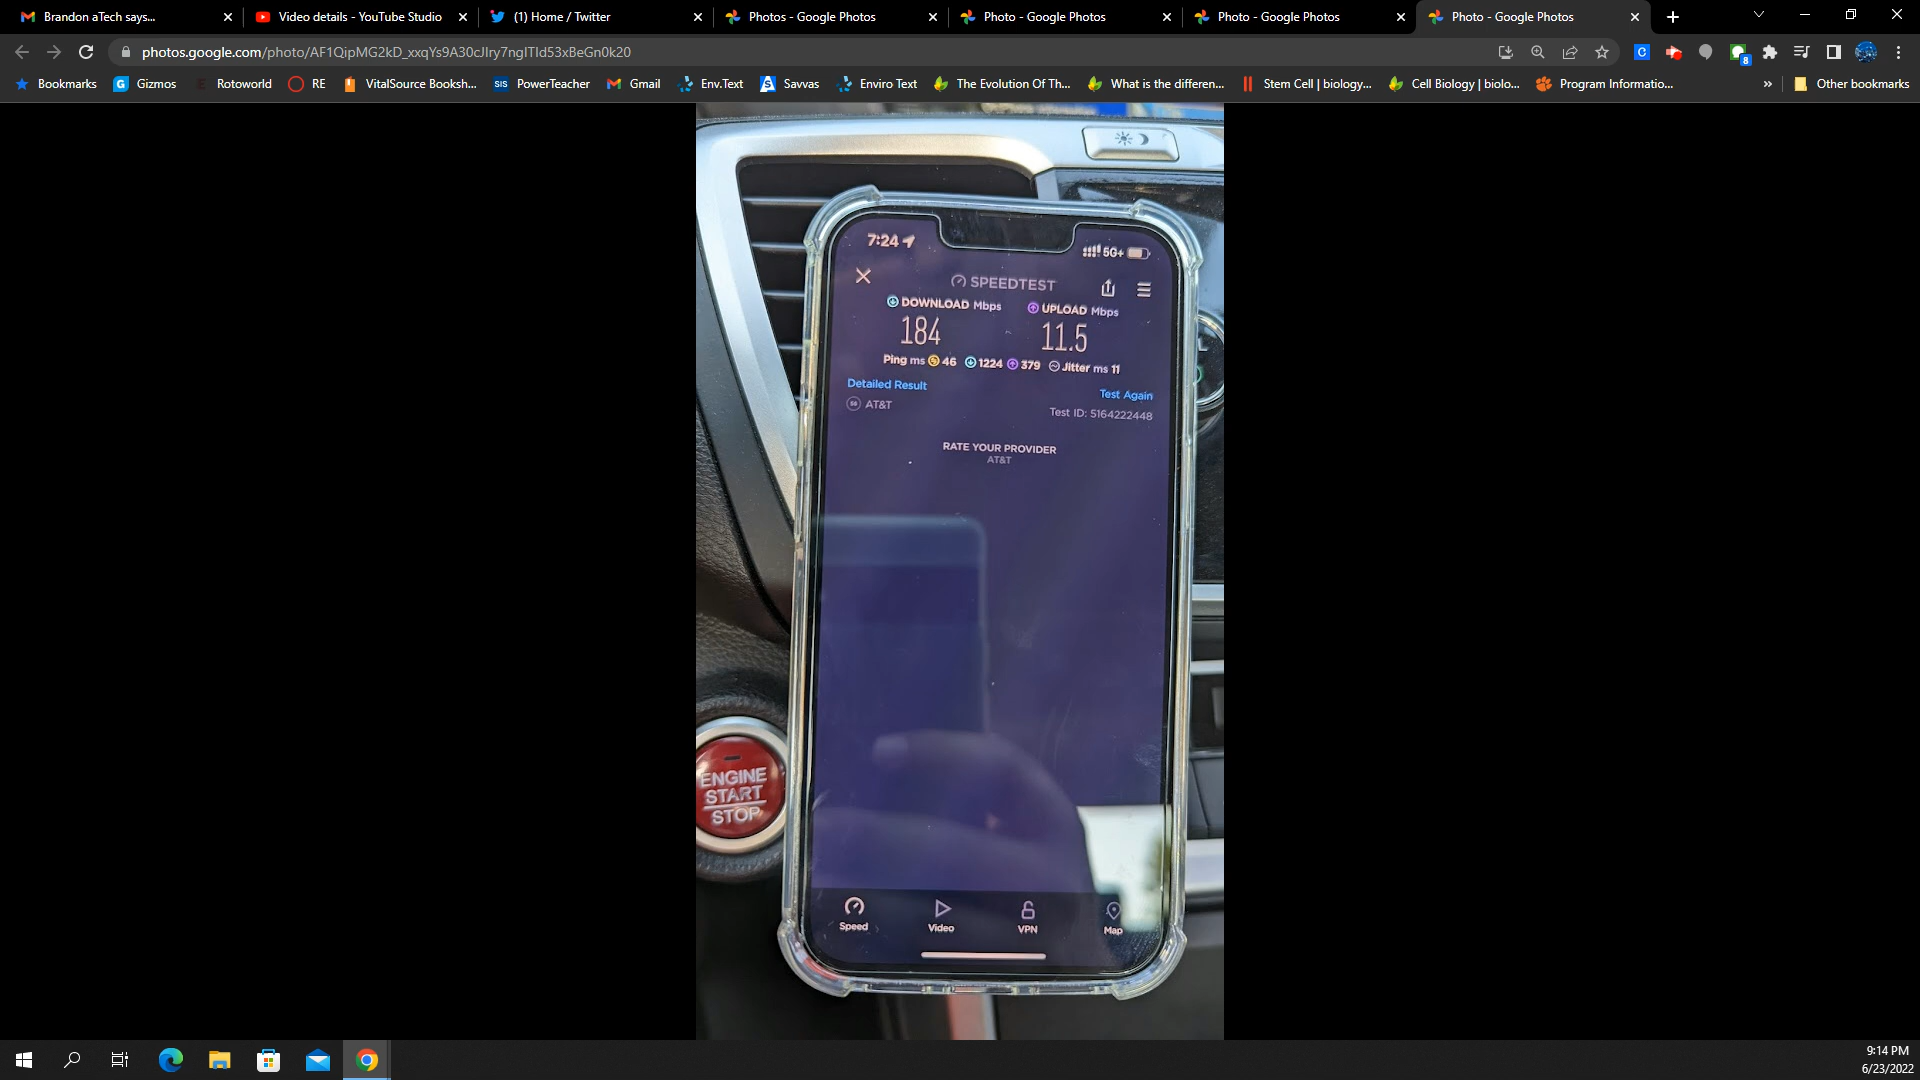 Brandon aTech says...
Video details - YouTube Studio
(1) Home / Twitter
Photos - Google Photos
Photo - Google Photos
Photo - Google Photos
Photo - Google Photos
photos.google.com/photo/AF1QipMG2kD_xxqYs9A30cJIry7ngITId53xBeGn0k20
8
Bookmarks
Gizmos
Rotoworld
RE
VitalSource Booksh...
SIS PowerTeacher
Gmail
Env.Text
Savvas
Enviro Text
The Evolution Of Th...
What is the differen...
Stem Cell | biology...
Cell Biology | biolo...
Program Informatio...
»
Other bookmarks
7:24
5G+
SPEEDTEST
DOWNLOAD Mbps
UPLOAD Mbps
184
11.5
Ping ms 46 1224 379 Jitter ms 11
Detailed Result
Test Again
AT&T
Test ID: 5164222448
RATE YOUR PROVIDER
AT&T
ENGINE
START
STOP
Speed
Video
VPN
Map
9:14 PM
6/23/2022